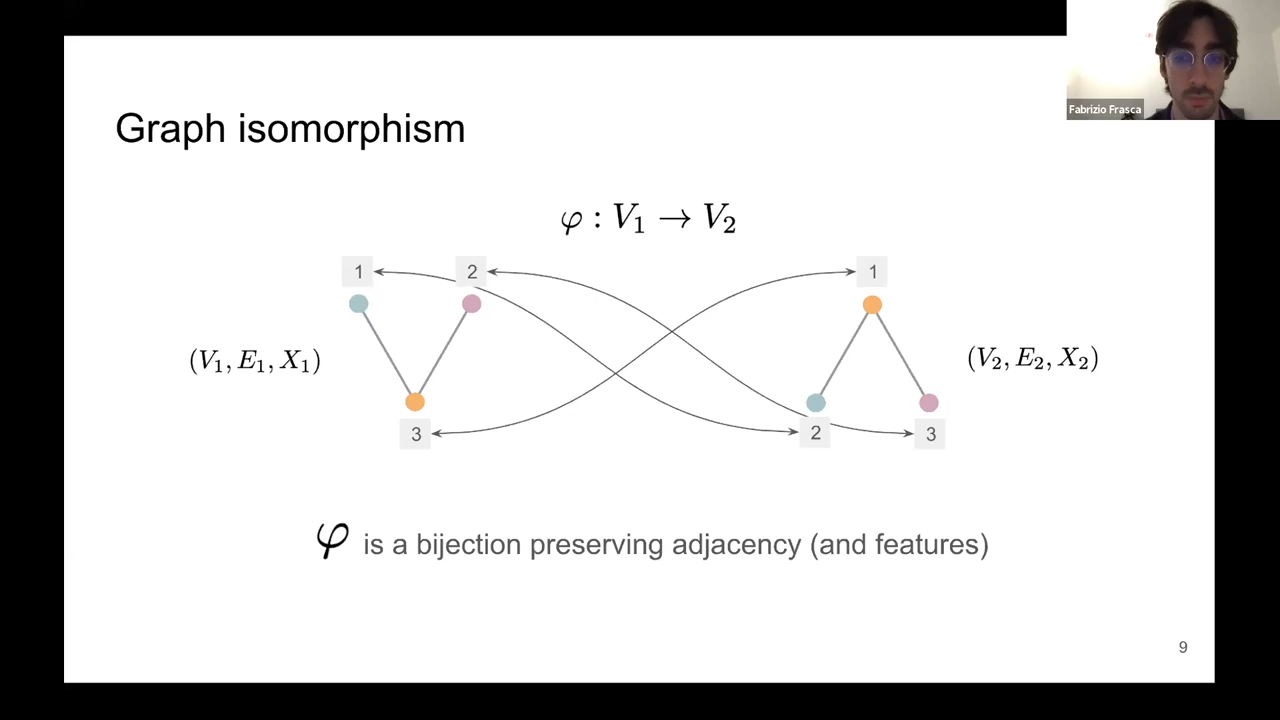 Fabrizio Frasca
Graph isomorphism
φ : V₁ → V₂
1 2 1
(V₁, E₁, X₁) (V₂, E₂, X₂)
3 2 3
φ is a bijection preserving adjacency (and features)
9